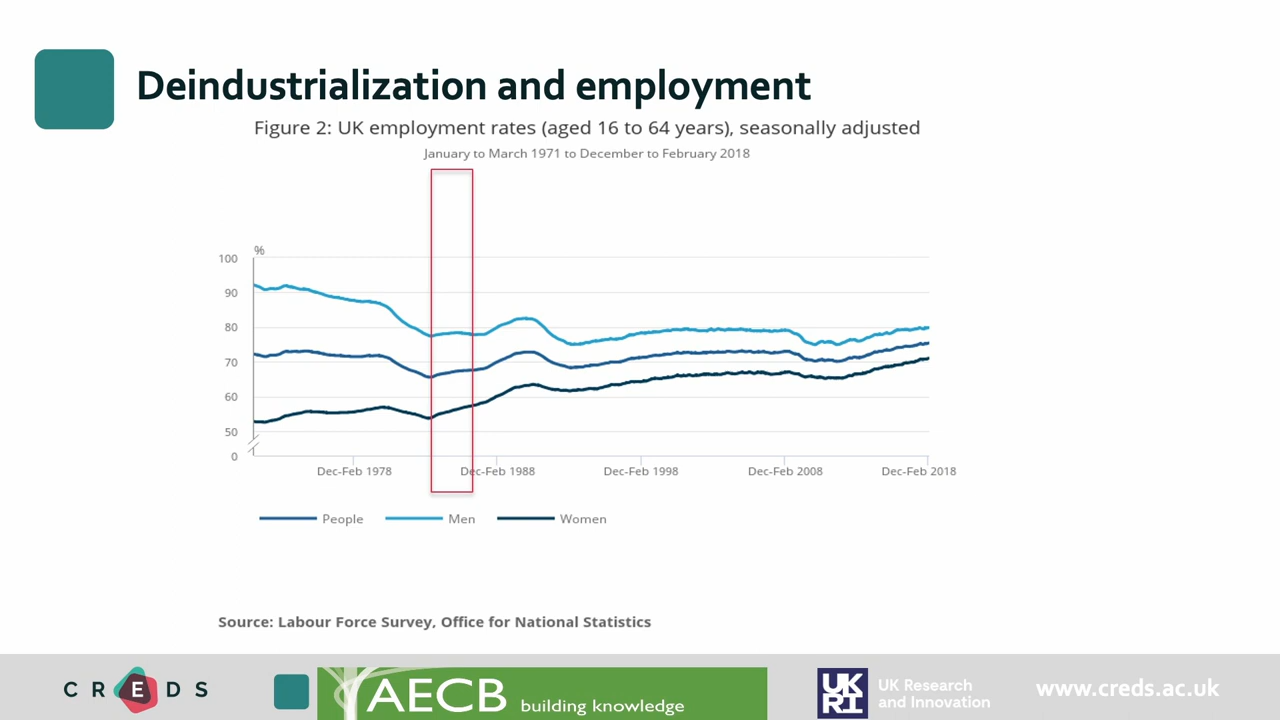 Deindustrialization and employment
Figure 2: UK employment rates (aged 16 to 64 years), seasonally adjusted
January to March 1971 to December to February 2018
%
100
90
80
70
60
50
0
Dec-Feb 1978 Dec-Feb 1988 Dec-Feb 1998 Dec-Feb 2008 Dec-Feb 2018
People Men Women
Source: Labour Force Survey, Office for National Statistics
CREDS
AECB building knowledge
UK
RI
UK Research
and Innovation
www.creds.ac.uk